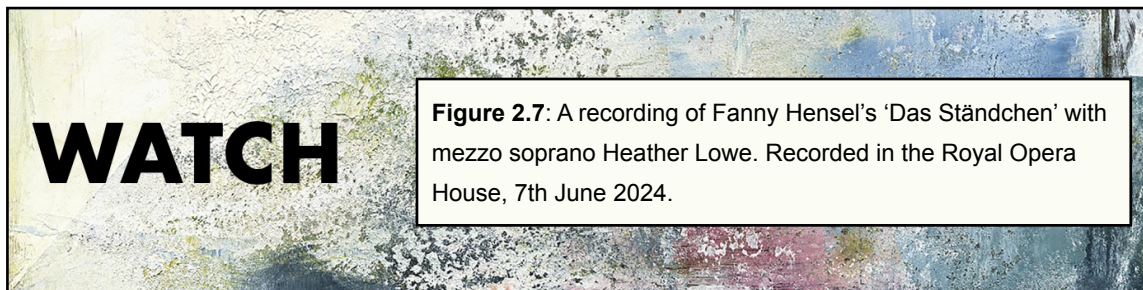 WATCH
Figure 2.7: A recording of Fanny Hensel’s ‘Das Ständchen’ with
mezzo soprano Heather Lowe. Recorded in the Royal Opera
House, 7th June 2024.